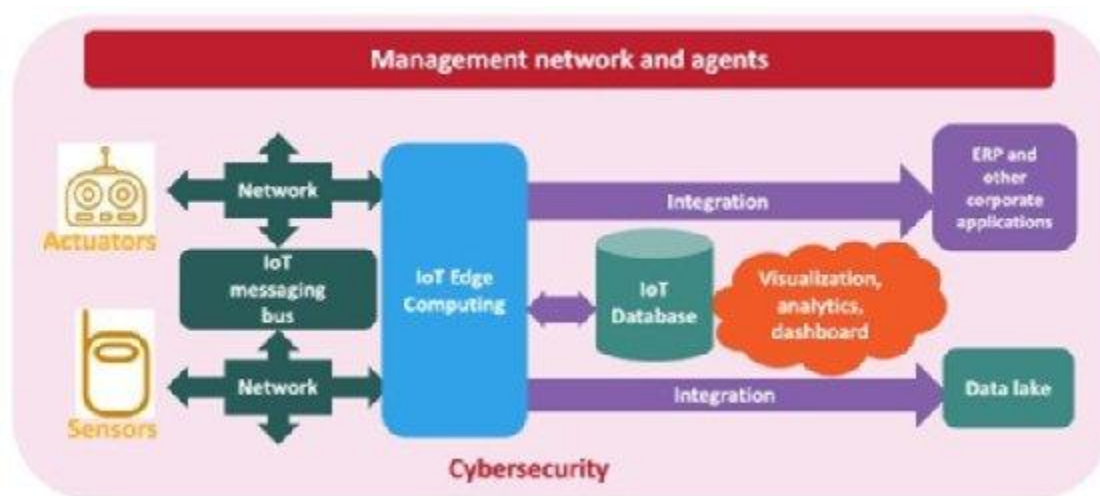 Management network and agents
Network
Actuators
IoT
messaging
bus
Network
Sensors
IoT Edge
Computing
Integration
ERP and
other
corporate
applications
IoT
Database
Visualization,
analytics,
dashboard
Integration
Data lake
Cybersecurity